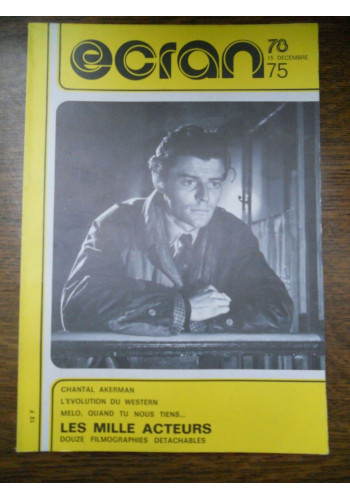 ecran 78
15 DECEMBRE
75
CHANTAL AKERMAN
L'EVOLUTION DU WESTERN
MELO, QUAND TU NOUS TIENS...
LES MILLE ACTEURS
DOUZE FILMOGRAPHIES DETACHABLES
12 F